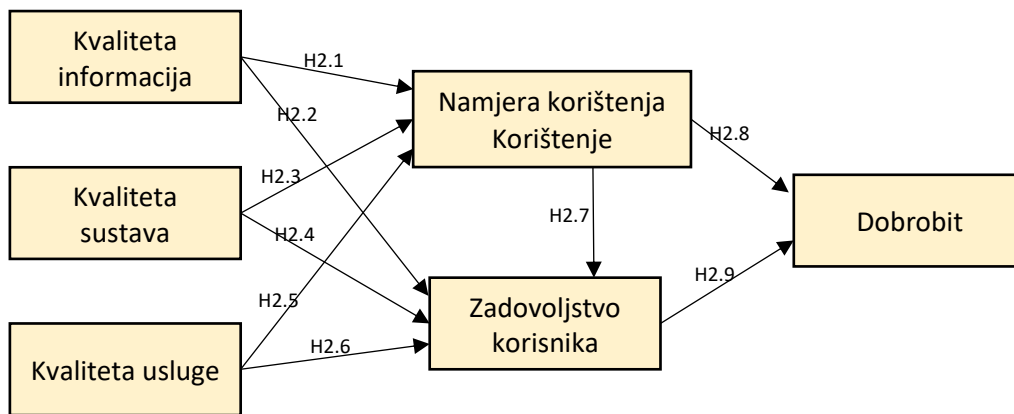 Kvaliteta
informacija
H2.1
H2.2
Namjera korištenja
Korištenje
H2.8
Kvaliteta
sustava
H2.3
H2.4
H2.7
Dobrobit
H2.9
Zadovoljstvo
korisnika
H2.5
H2.6
Kvaliteta usluge